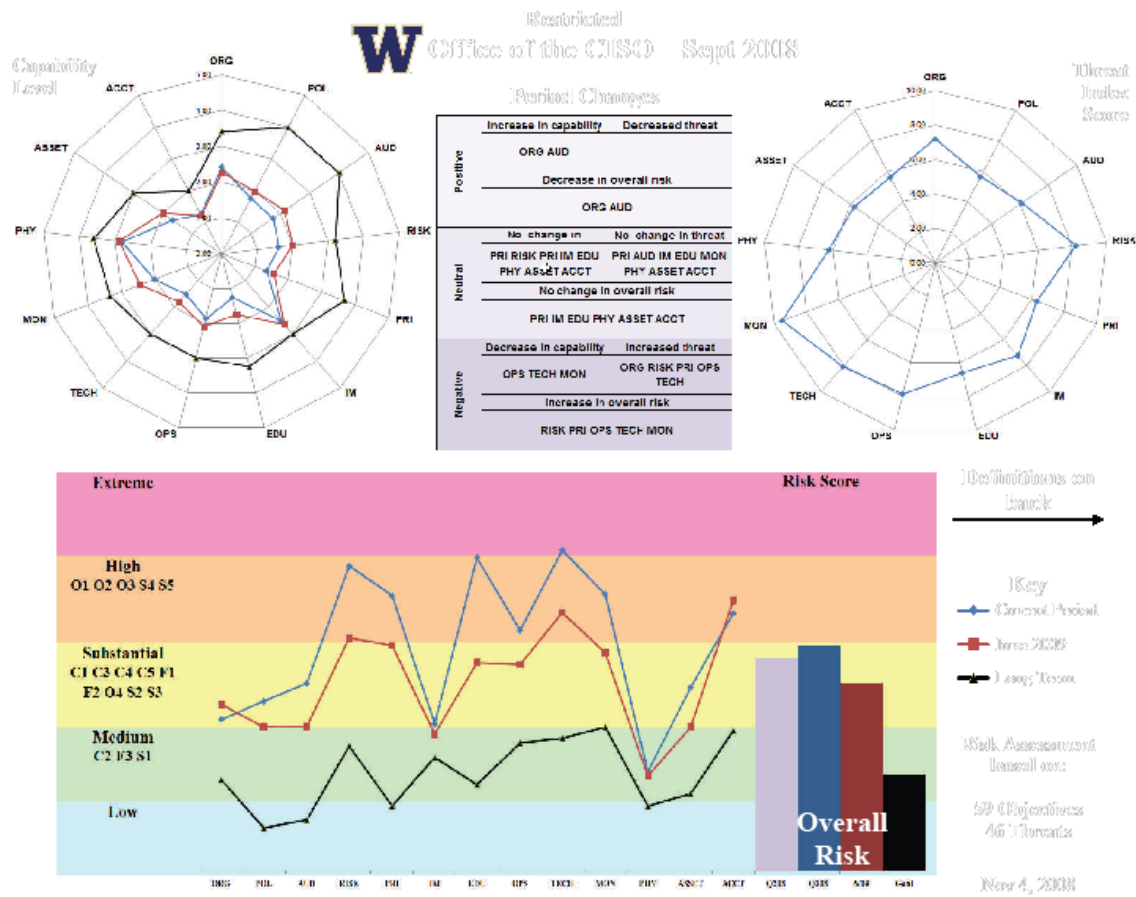 Restricted
W Office of the CISO Sept 2008
Capability
Level
ORG
POL
AUD
RISK
PRI
IM
EDU
OPS
TECH
MON
PHY
ASSET
ACCT
Period Changes
Positive
Increase in capability Decreased threat
ORG AUD
Decrease in overall risk
ORG AUD
Neutral
No change in No change in threat
PRI RISK PRI IM EDU PRI AUD IM EDU MON
PHY ASSET ACCT PHY ASSET ACCT
No change in overall risk
PRI IM EDU PHY ASSET ACCT
Negative
Decrease in capability Increased threat
OPS TECH MON ORG RISK PRI OPS
TECH
Increase in overall risk
RISK PRI OPS TECH MON
Threat
Index
Score
ORG
POL
AUD
RISK
PRI
IM
EDU
OPS
TECH
MON
PHY
ASSET
ACCT
Extreme
High
O1 O2 O3 S4 S5
Substantial
C1 C3 C4 C5 F1
F2 O4 S2 S3
Medium
C2 F3 S1
Low
Risk Score
Overall
Risk
ORG POL AUD RISK PRI IM EDU OPS TECH MON PHY ASSET ACCT Goal
Definitions on
back
Key
Current Period
June 2009
Long Term
Risk Assessment
based on:
59 Objectives
46 Threats
Nov 4, 2008